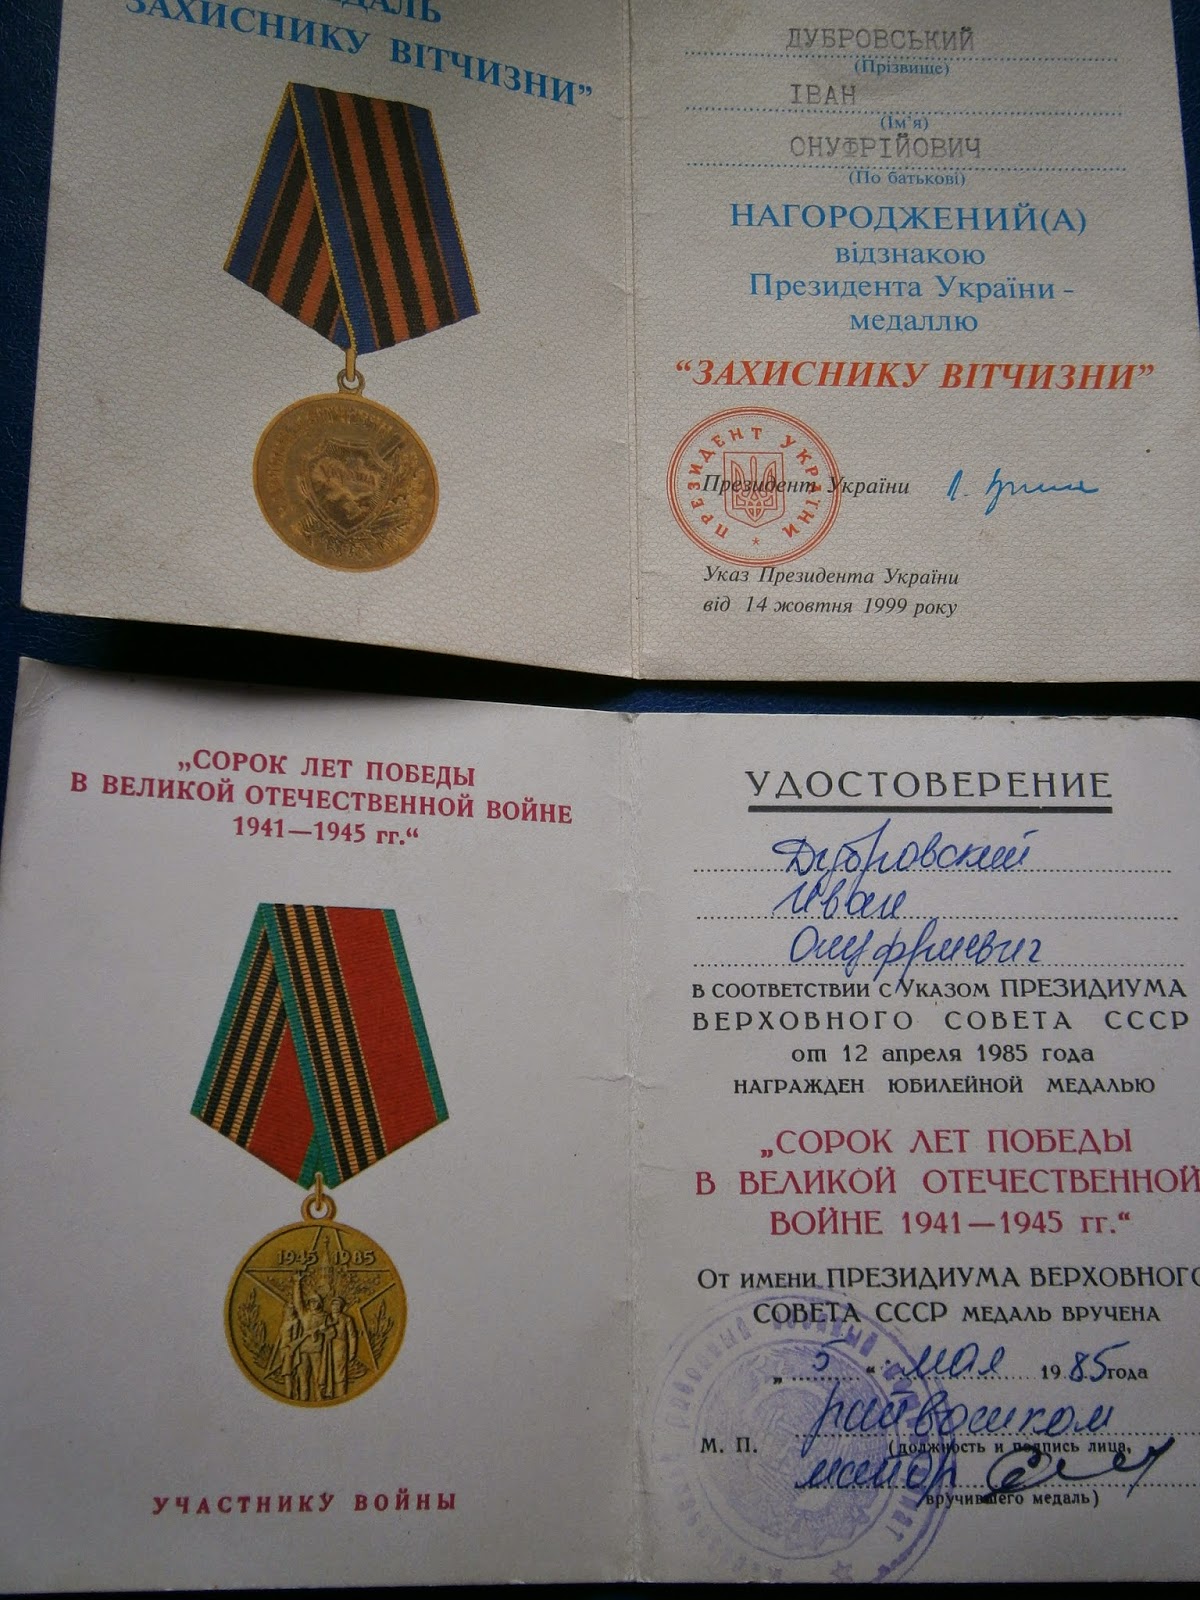 МЕДАЛЬ
ЗАХИСНИКУ ВІТЧИЗНИ”
ДУБРОВСЬКИЙ
(Прізвище)
ІВАН
(Ім'я)
ОНУФРІЙОВИЧ
(По батькові)
НАГОРОДЖЕНИЙ(А)
відзнакою
Президента України -
медаллю
“ЗАХИСНИКУ ВІТЧИЗНИ”
ПРЕЗИДЕНТ УКРАЇНИ
Президент України
Указ Президента України
від 14 жовтня 1999 року
„СОРОК ЛЕТ ПОБЕДЫ
В ВЕЛИКОЙ ОТЕЧЕСТВЕННОЙ ВОЙНЕ
1941—1945 гг.“
1945 1985
УЧАСТНИКУ ВОЙНЫ
УДОСТОВЕРЕНИЕ
Дубровский
Иван
Онуфриевич
В СООТВЕТСТВИИ С УКАЗОМ ПРЕЗИДИУМА
ВЕРХОВНОГО СОВЕТА СССР
от 12 апреля 1985 года
НАГРАЖДЕН ЮБИЛЕЙНОЙ МЕДАЛЬЮ
„СОРОК ЛЕТ ПОБЕДЫ
В ВЕЛИКОЙ ОТЕЧЕСТВЕННОЙ
ВОЙНЕ 1941—1945 гг.“
ОТ ИМЕНИ ПРЕЗИДИУМА ВЕРХОВНОГО
СОВЕТА СССР МЕДАЛЬ ВРУЧЕНА
„ 5 “ мая 1985 года
райвоенком
М. П.
(должность и подпись лица,
майор
вручившего медаль)